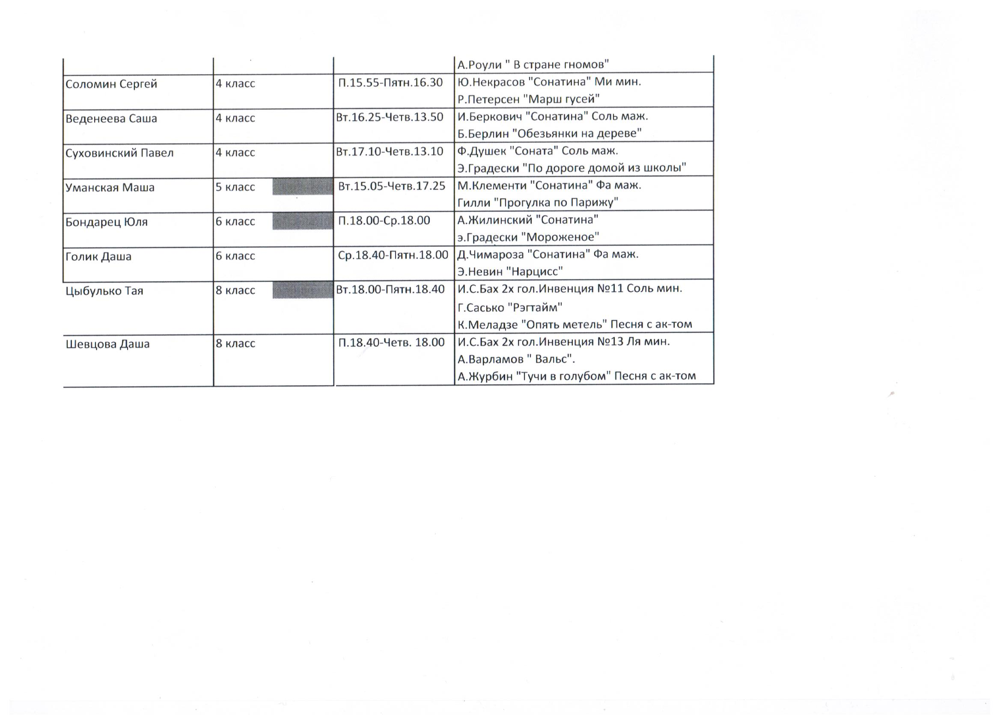 А.Роули " В стране гномов"
Соломин Сергей 4 класс П.15.55-Пятн.16.30 Ю.Некрасов "Сонатина" Ми мин.
Р.Петерсен "Марш гусей"
Веденеева Саша 4 класс Вт.16.25-Четв.13.50 И.Беркович "Сонатина" Соль маж.
Б.Берлин "Обезьянки на дереве"
Суховинский Павел 4 класс Вт.17.10-Четв.13.10 Ф.Душек "Соната" Соль маж.
Э.Градески "По дороге домой из школы"
Уманская Маша 5 класс Вт.15.05-Четв.17.25 М.Клементи "Сонатина" Фа маж.
Гилли "Прогулка по Парижу"
Бондарец Юля 6 класс П.18.00-Ср.18.00 А.Жилинский "Сонатина"
э.Градески "Мороженое"
Голик Даша 6 класс Ср.18.40-Пятн.18.00 Д.Чимароза "Сонатина" Фа маж.
Э.Невин "Нарцисс"
Цыбулько Тая 8 класс Вт.18.00-Пятн.18.40 И.С.Бах 2х гол.Инвенция №11 Соль мин.
Г.Сасько "Рэгтайм"
К.Меладзе "Опять метель" Песня с ак-том
Шевцова Даша 8 класс П.18.40-Четв. 18.00 И.С.Бах 2х гол.Инвенция №13 Ля мин.
А.Варламов " Вальс".
А.Журбин "Тучи в голубом" Песня с ак-том